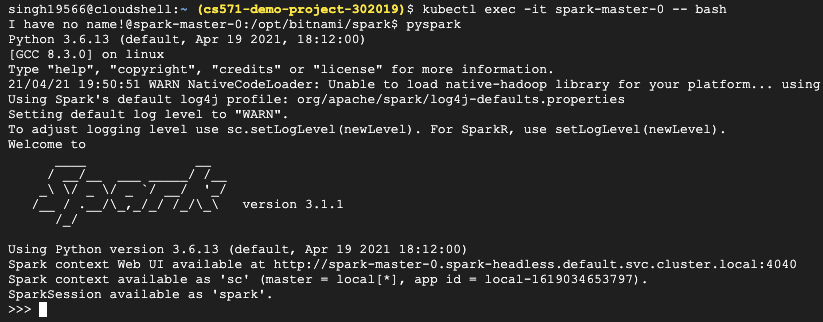 singh19566@cloudshell:~ (cs571-demo-project-302019)$ kubectl exec -it spark-master-0 -- bash
I have no name!@spark-master-0:/opt/bitnami/spark$ pyspark
Python 3.6.13 (default, Apr 19 2021, 18:12:00)
[GCC 8.3.0] on linux
Type "help", "copyright", "credits" or "license" for more information.
21/04/21 19:50:51 WARN NativeCodeLoader: Unable to load native-hadoop library for your platform... using
Using Spark's default log4j profile: org/apache/spark/log4j-defaults.properties
Setting default log level to "WARN".
To adjust logging level use sc.setLogLevel(newLevel). For SparkR, use setLogLevel(newLevel).
Welcome to
      ____              __
     / __/__  ___ _____/ /__
    _\ \/ _ \/ _ `/ __/  '_/
   /__ / .__/\_,_/_/ /_/\_\   version 3.1.1
      /_/
Using Python version 3.6.13 (default, Apr 19 2021 18:12:00)
Spark context Web UI available at http://spark-master-0.spark-headless.default.svc.cluster.local:4040
Spark context available as 'sc' (master = local[*], app id = local-1619034653797).
SparkSession available as 'spark'.
>>>